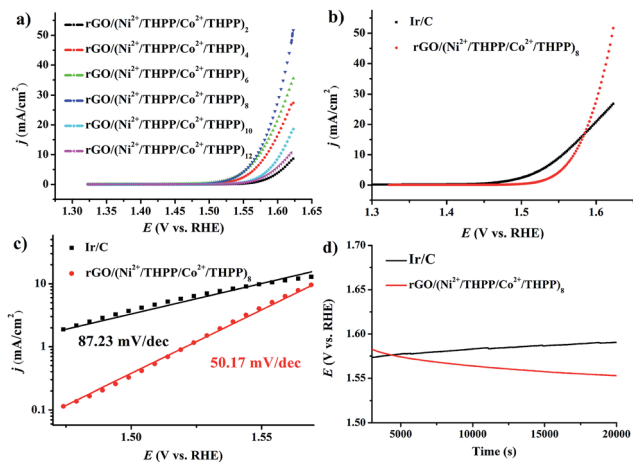 a)
rGO/(Ni²⁺/THPP/Co²⁺/THPP)₂
rGO/(Ni²⁺/THPP/Co²⁺/THPP)₄
rGO/(Ni²⁺/THPP/Co²⁺/THPP)₆
rGO/(Ni²⁺/THPP/Co²⁺/THPP)₈
rGO/(Ni²⁺/THPP/Co²⁺/THPP)₁₀
rGO/(Ni²⁺/THPP/Co²⁺/THPP)₁₂
j (mA/cm²)
50
40
30
20
10
0
1.30 1.35 1.40 1.45 1.50 1.55 1.60 1.65
E (V vs. RHE)
b)
Ir/C
rGO/(Ni²⁺/THPP/Co²⁺/THPP)₈
j (mA/cm²)
50
40
30
20
10
0
1.3 1.4 1.5 1.6
E (V vs. RHE)
c)
Ir/C
rGO/(Ni²⁺/THPP/Co²⁺/THPP)₈
87.23 mV/dec
50.17 mV/dec
j (mA/cm²)
10
1
0.1
1.50 1.55
E (V vs. RHE)
d)
Ir/C
rGO/(Ni²⁺/THPP/Co²⁺/THPP)₈
E (V vs. RHE)
1.70
1.65
1.60
1.55
1.50
5000 10000 15000 20000
Time (s)